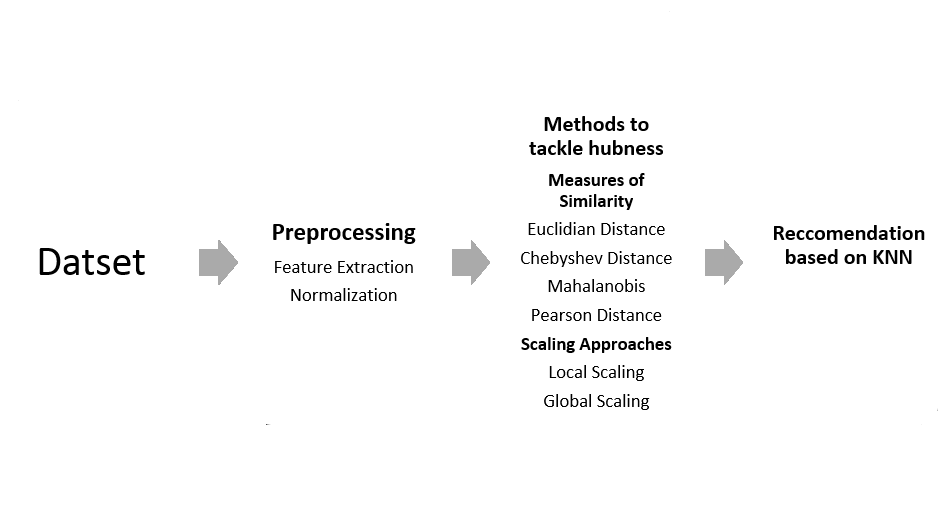 Datset
Preprocessing
Feature Extraction
Normalization
Methods to
tackle hubness
Measures of
Similarity
Euclidian Distance
Chebyshev Distance
Mahalanobis
Pearson Distance
Scaling Approaches
Local Scaling
Global Scaling
Reccomendation
based on KNN